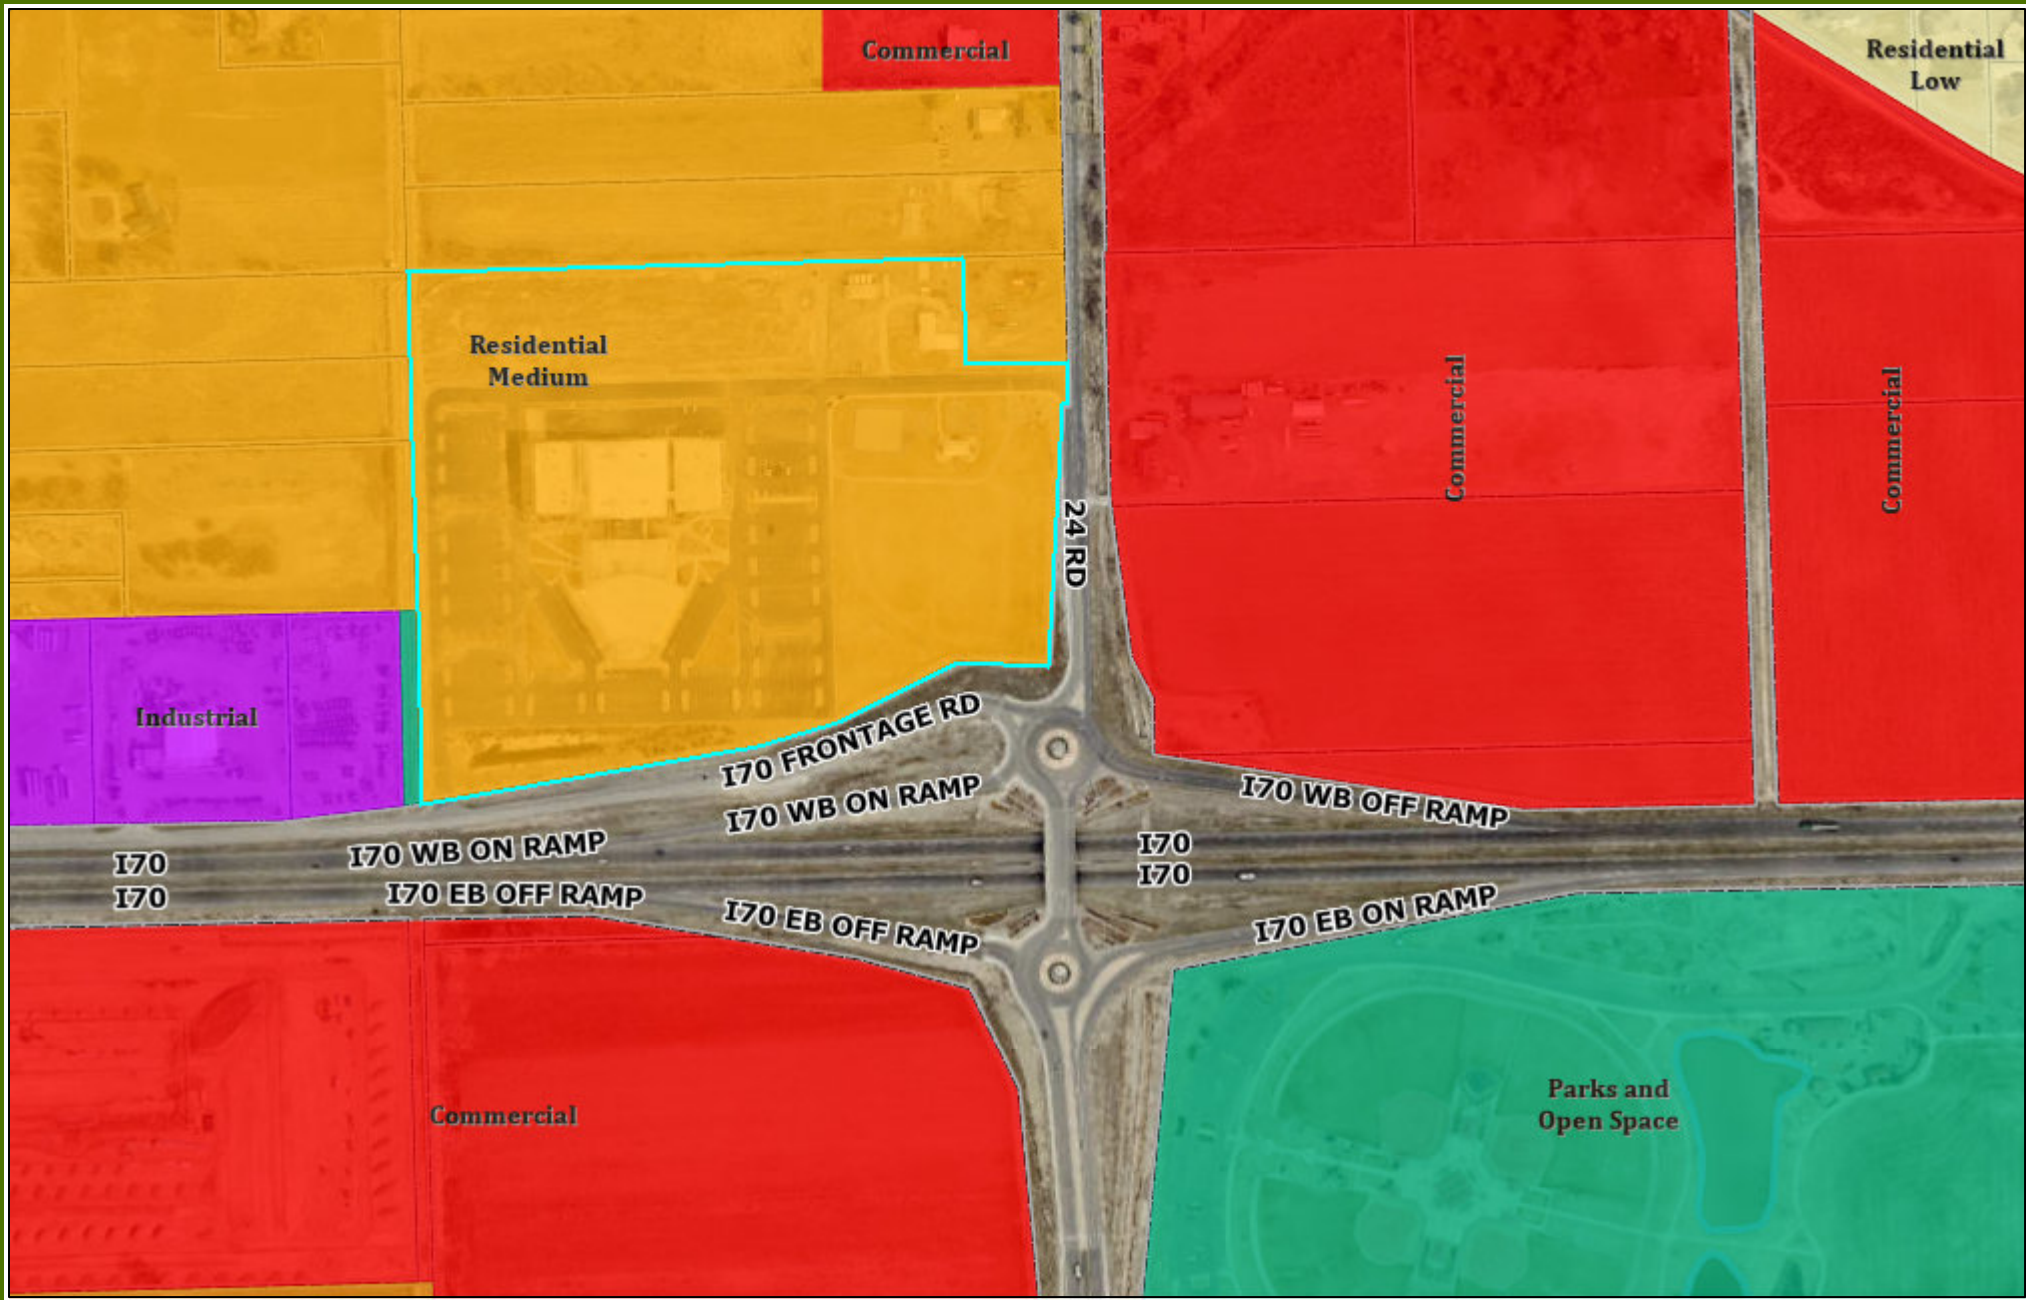 Commercial
Residential
Low
Residential
Medium
Commercial
Commercial
24 RD
Industrial
I70 FRONTAGE RD
I70 WB ON RAMP
I70 WB OFF RAMP
I70 WB ON RAMP
I70
I70
I70
I70
I70 EB OFF RAMP
I70 EB OFF RAMP
I70 EB ON RAMP
Parks and
Open Space
Commercial